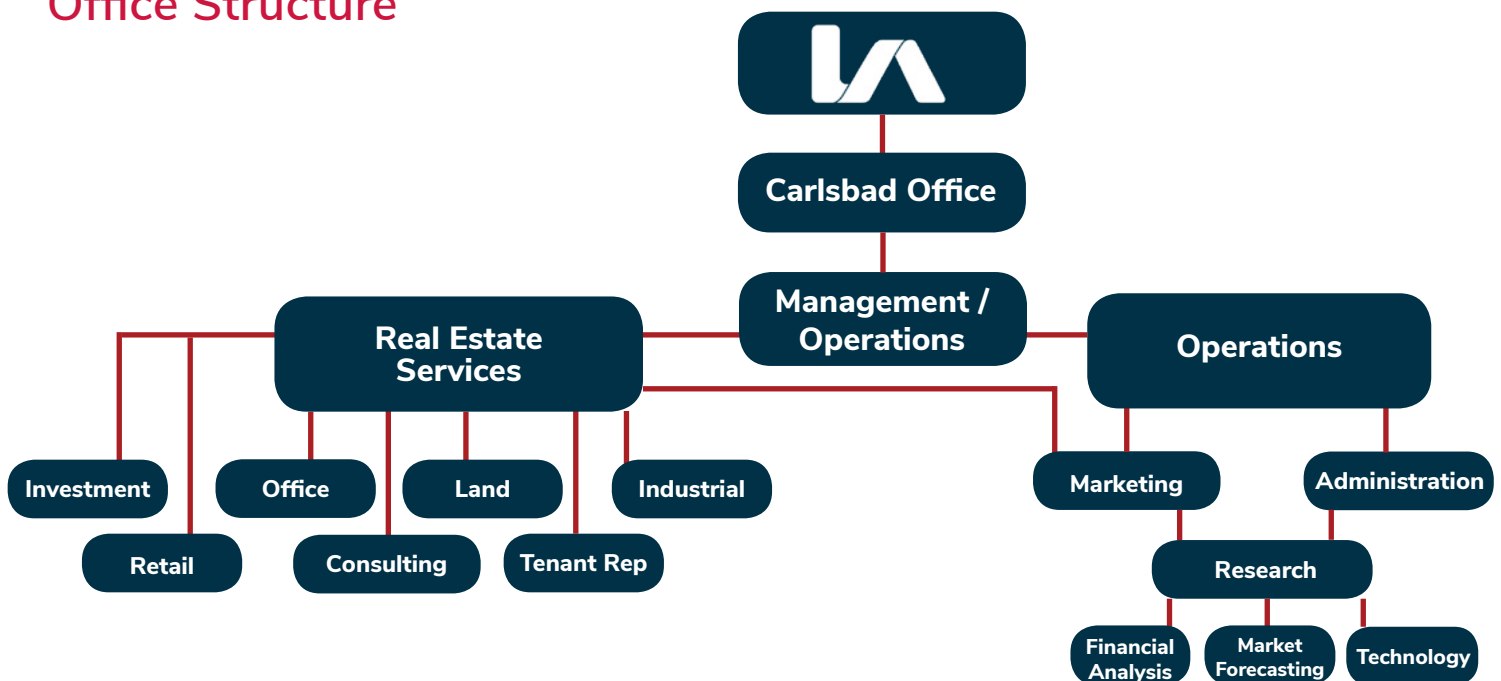 Office Structure
LA
Carlsbad Office
Management /
Operations
Real Estate
Services
Operations
Investment
Office
Land
Industrial
Marketing
Administration
Retail
Consulting
Tenant Rep
Research
Financial
Analysis
Market
Forecasting
Technology